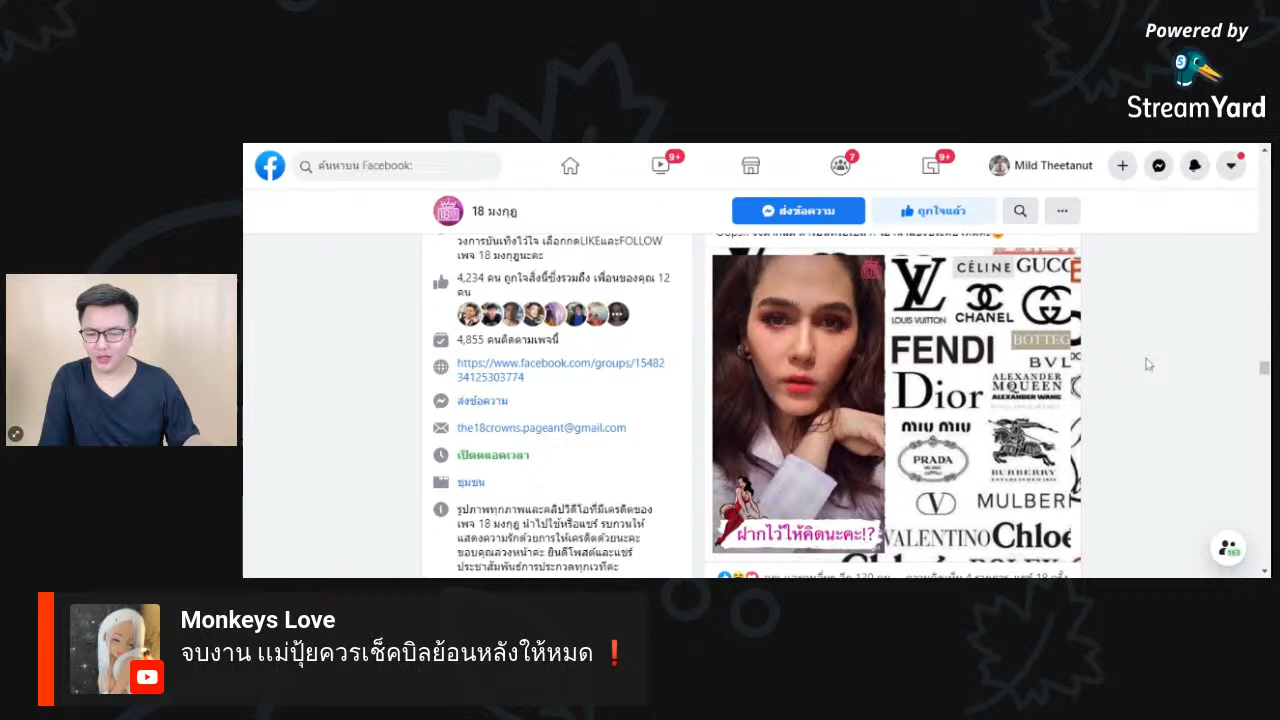 Powered by
StreamYard
ค้นหาบน Facebook:
9+
7
9+
Mild Theetanut
18 มงกุฎ
ส่งข้อความ
ถูกใจแล้ว
วงการบันเทิงไว้ใจ เลือกกดLIKEและFOLLOW
เพจ 18 มงกุฎนะคะ
4,234 คน ถูกใจสิ่งนี้ซึ่งรวมถึง เพื่อนของคุณ 12
คน
4,855 คนติดตามเพจนี้
https://www.facebook.com/groups/15482
34125303774
ส่งข้อความ
the18crowns.pageant@gmail.com
เปิดตลอดเวลา
ชุมชน
รูปภาพทุกภาพและคลิปวีดีโอที่มีเครดิตของ
เพจ 18 มงกุฎ นำไปใช้หรือแชร์ รบกวนให้
แสดงความรักด้วยการให้เครดิตด้วยนะคะ
ขอบคุณล่วงหน้าคะ ยินดีโพสต์และแชร์
ประชาสัมพันธ์การประกวดทุกเวทีค่ะ
CÉLINE GUCC
LOUIS VUITTON
CHANEL
FENDI
BOTTEG
BVL
Dior
ALEXANDER
MQUEEN
ALEXANDER WANG
MIU MIU
PRADA
MILANO
BURBERRY
MULBER
VALENTINO
Chloé
ฝากไว้ให้คิดนะคะ!?
163
Monkeys Love
จบงาน แม่ปุ้ยควรเช็คบิลย้อนหลังให้หมด ❗